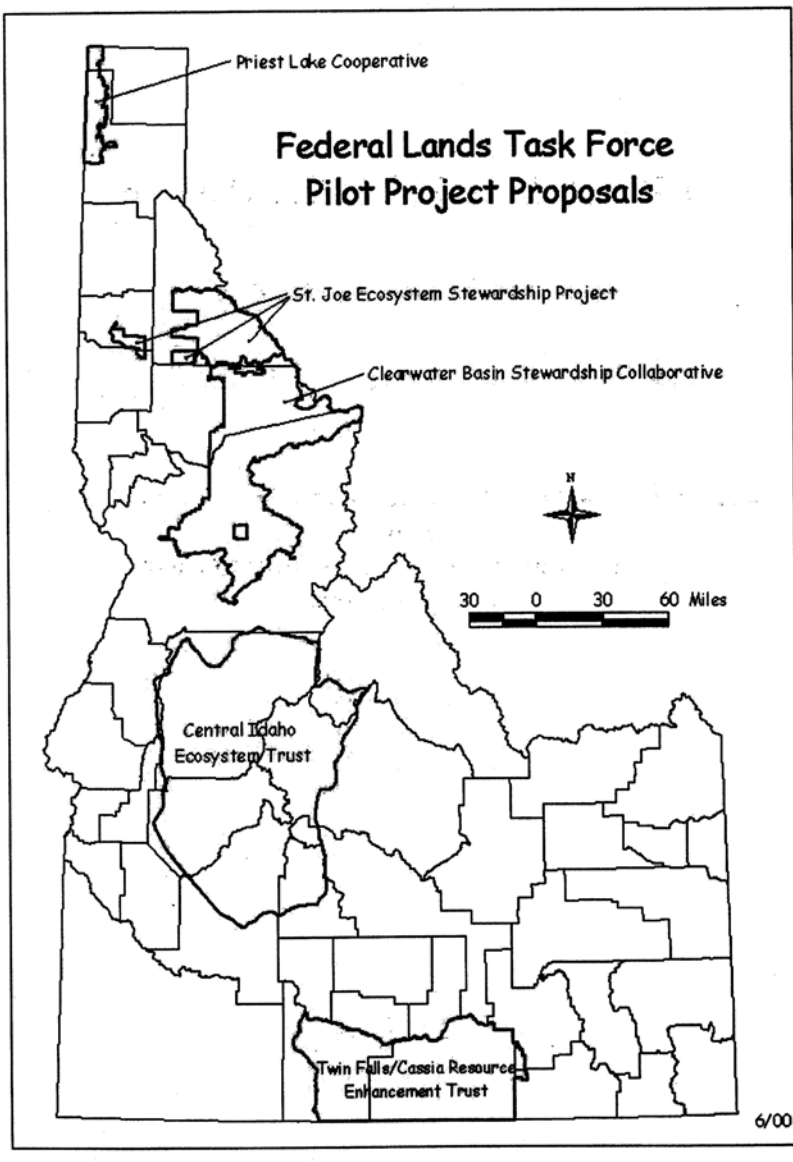 Priest Lake Cooperative
Federal Lands Task Force
Pilot Project Proposals
St. Joe Ecosystem Stewardship Project
Clearwater Basin Stewardship Collaborative
N
30 0 30 60 Miles
Central Idaho
Ecosystem Trust
Twin Falls/Cassia Resource
Enhancement Trust
6/00